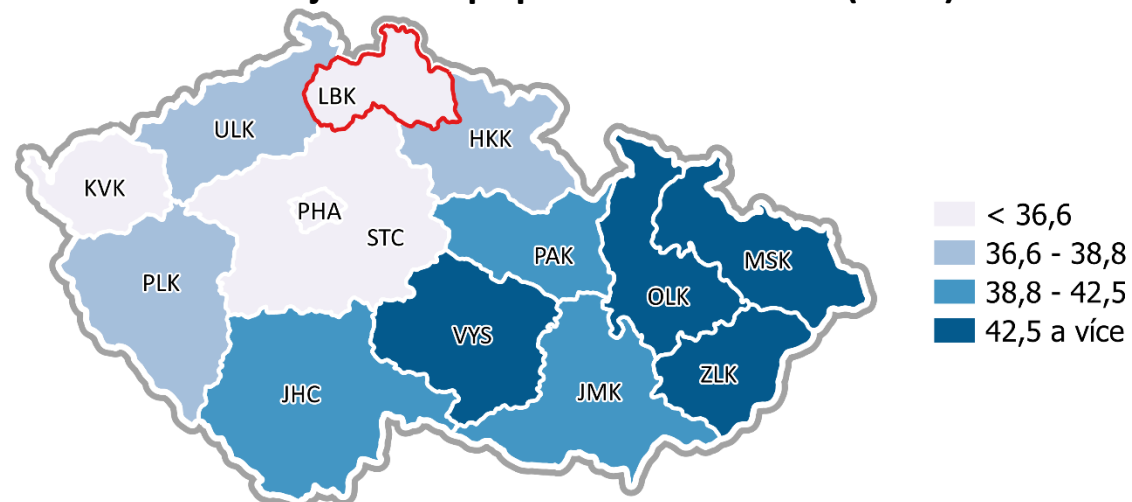 LBK
ULK
HKK
KVK
PHA
STC
PAK
MSK
PLK
OLK
VYS
ZLK
JHC
JMK
< 36,6
36,6 - 38,8
38,8 - 42,5
42,5 a více